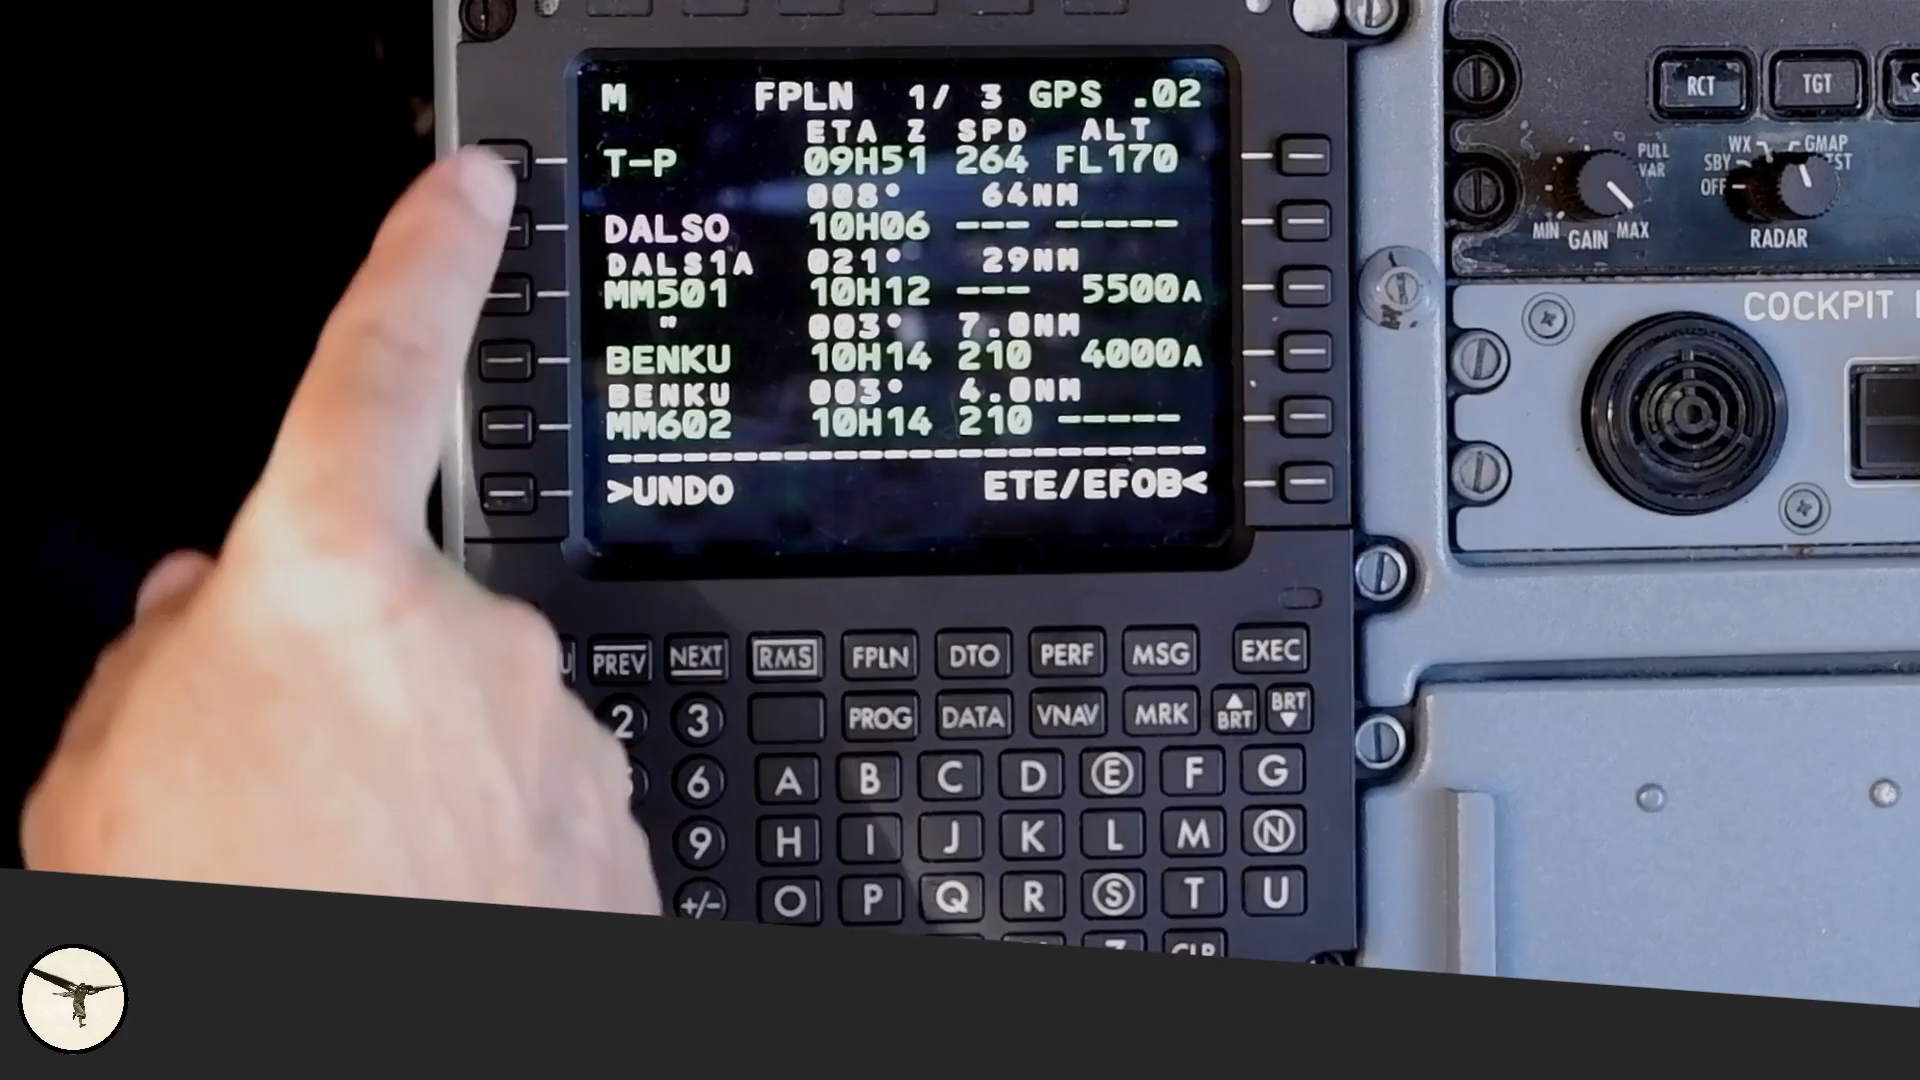 M FPLN 1/ 3 GPS .02
ETA Z SPD ALT
T-P 09H51 264 FL170
008° 64NM
DALSO 10H06 --- -----
DALS1A 021° 29NM
MM501 10H12 --- 5500A
" 003° 7.0NM
BENKU 10H14 210 4000A
BENKU 003° 4.0NM
MM602 10H14 210 -----
------------------------
>UNDO ETE/EFOB<
PREV NEXT RMS FPLN DTO PERF MSG EXEC
2 3 PROG DATA VNAV MRK BRT BRT
6 A B C D E F G
9 H I J K L M N
+/- O P Q R S T U
Z CLR
RCT TGT
WX GMAP
SBY TST
OFF
PULL
VAR
MIN GAIN MAX
RADAR
COCKPIT